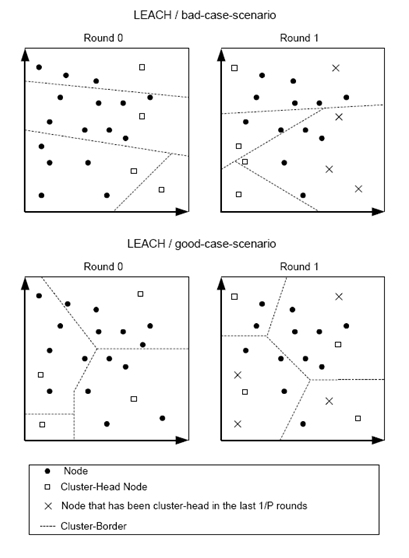 LEACH / bad-case-scenario
Round 0
Round 1
LEACH / good-case-scenario
Round 0
Round 1
Node
Cluster-Head Node
Node that has been cluster-head in the last 1/P rounds
Cluster-Border